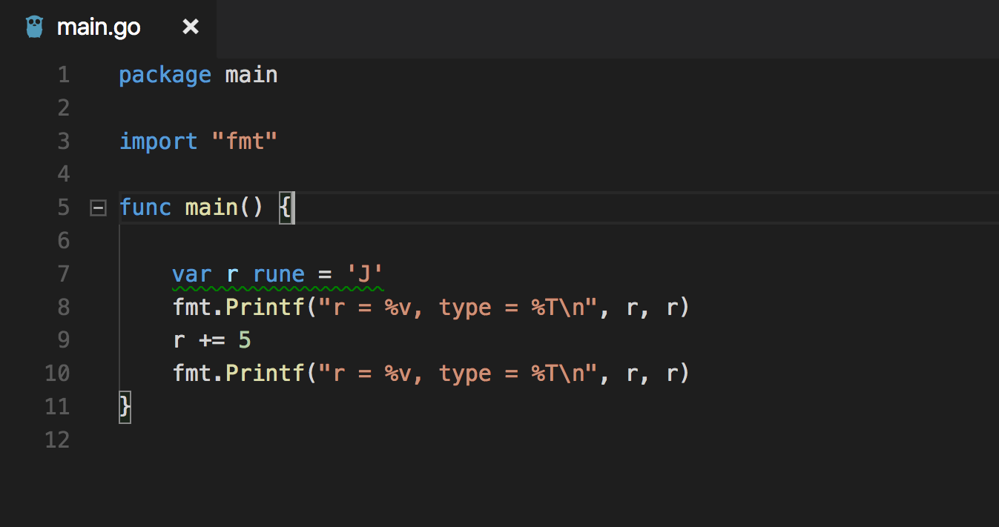 main.go
1 package main
2
3 import "fmt"
4
5 func main() {
6
7     var r rune = 'J'
8     fmt.Printf("r = %v, type = %T\n", r, r)
9     r += 5
10     fmt.Printf("r = %v, type = %T\n", r, r)
11 }
12